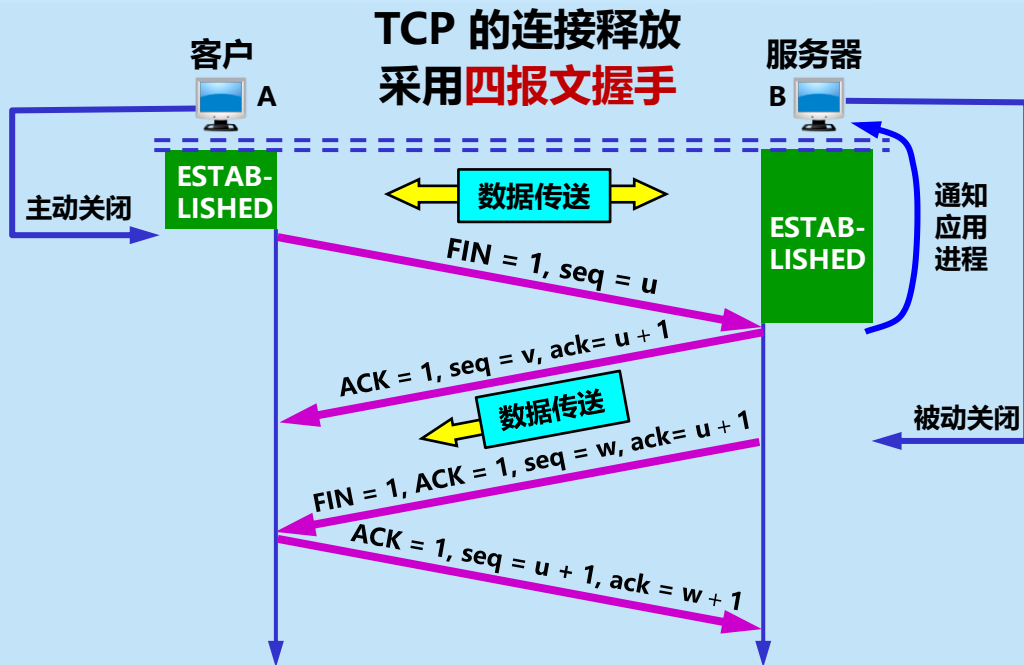 TCP 的连接释放
采用四报文握手
客户
A
服务器
B
ESTAB-
LISHED
主动关闭
数据传送
ESTAB-
LISHED
通知
应用
进程
FIN = 1, seq = u
ACK = 1, seq = v, ack= u + 1
数据传送
被动关闭
FIN = 1, ACK = 1, seq = w, ack= u + 1
ACK = 1, seq = u + 1, ack = w + 1